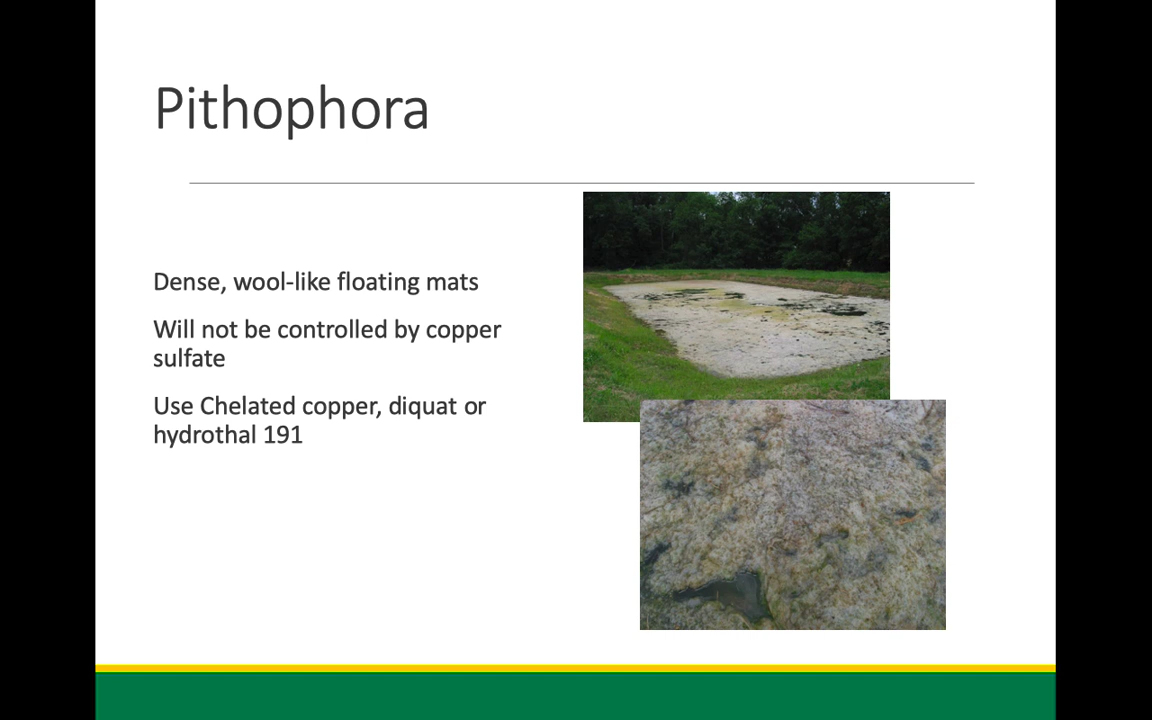 Pithophora
Dense, wool-like floating mats
Will not be controlled by copper
sulfate
Use Chelated copper, diquat or
hydrothal 191